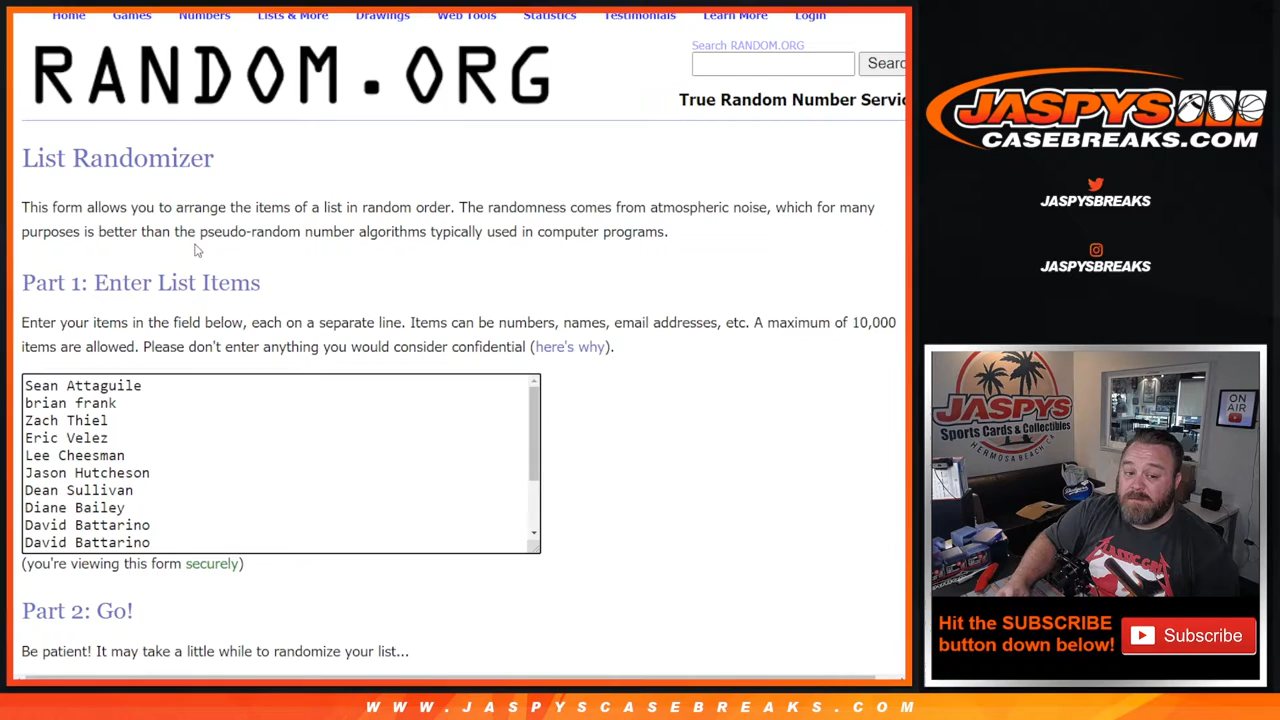 Home Games Numbers Lists & More Drawings Web Tools Statistics Testimonials Learn More Login
RANDOM.ORG
Search RANDOM.ORG
True Random Number Servic
List Randomizer
This form allows you to arrange the items of a list in random order. The randomness comes from atmospheric noise, which for many
purposes is better than the pseudo-random number algorithms typically used in computer programs.
Part 1: Enter List Items
Enter your items in the field below, each on a separate line. Items can be numbers, names, email addresses, etc. A maximum of 10,000
items are allowed. Please don't enter anything you would consider confidential (here's why).
Sean Attaguile
brian frank
Zach Thiel
Eric Velez
Lee Cheesman
Jason Hutcheson
Dean Sullivan
Diane Bailey
David Battarino
David Battarino
(you're viewing this form securely)
Part 2: Go!
Be patient! It may take a little while to randomize your list...
JASPYS
CASEBREAKS.COM
JASPYSBREAKS
JASPYSBREAKS
JASPYS
Sports Cards & Collectibles
HERMOSA BEACH, CA
ON AIR
Dodgers
Hit the SUBSCRIBE
button down below!
Subscribe
WWW.JASPYSCASEBREAKS.COM